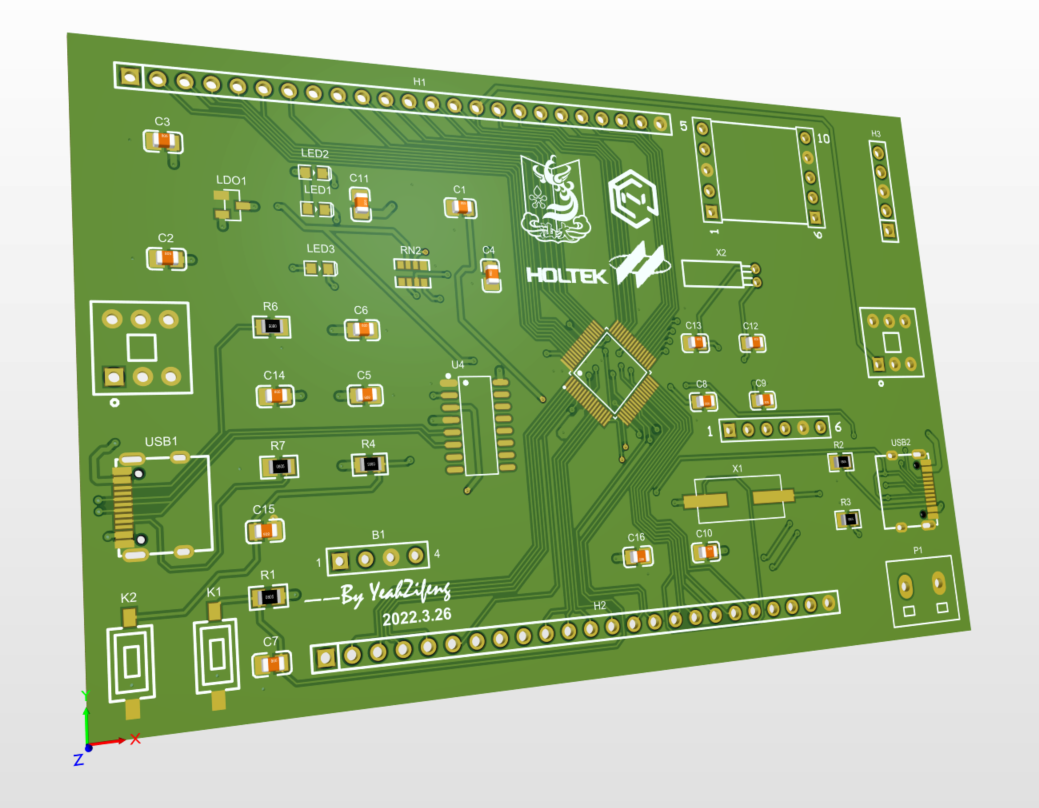 H1
C3
LED2
5
10
H3
LDO1
LED1
C11
C1
1
6
C2
LED3
RN2
C4
HOLTEK
X2
R6
C6
C13
C12
U4
C14
C5
C8
C9
1
6
USB1
R7
R4
R2
USB2
X1
C15
R3
B1
1
4
C16
C10
P1
K2
K1
R1
——By YeahZifeng
2022.3.26
H2
C7
Y
X
Z